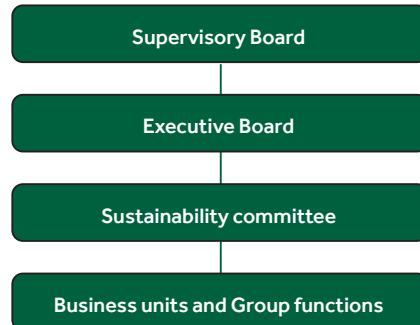 Supervisory Board
Executive Board
Sustainability committee
Business units and Group functions